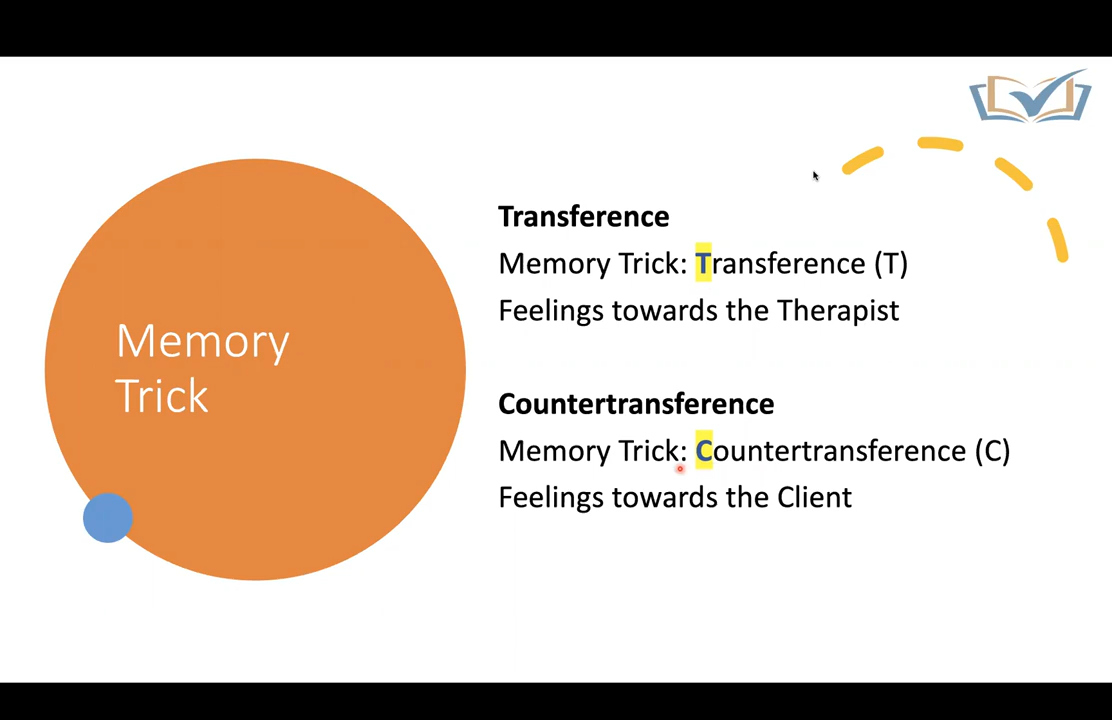 Memory
Trick
Transference
Memory Trick: Transference (T)
Feelings towards the Therapist
Countertransference
Memory Trick: Countertransference (C)
Feelings towards the Client